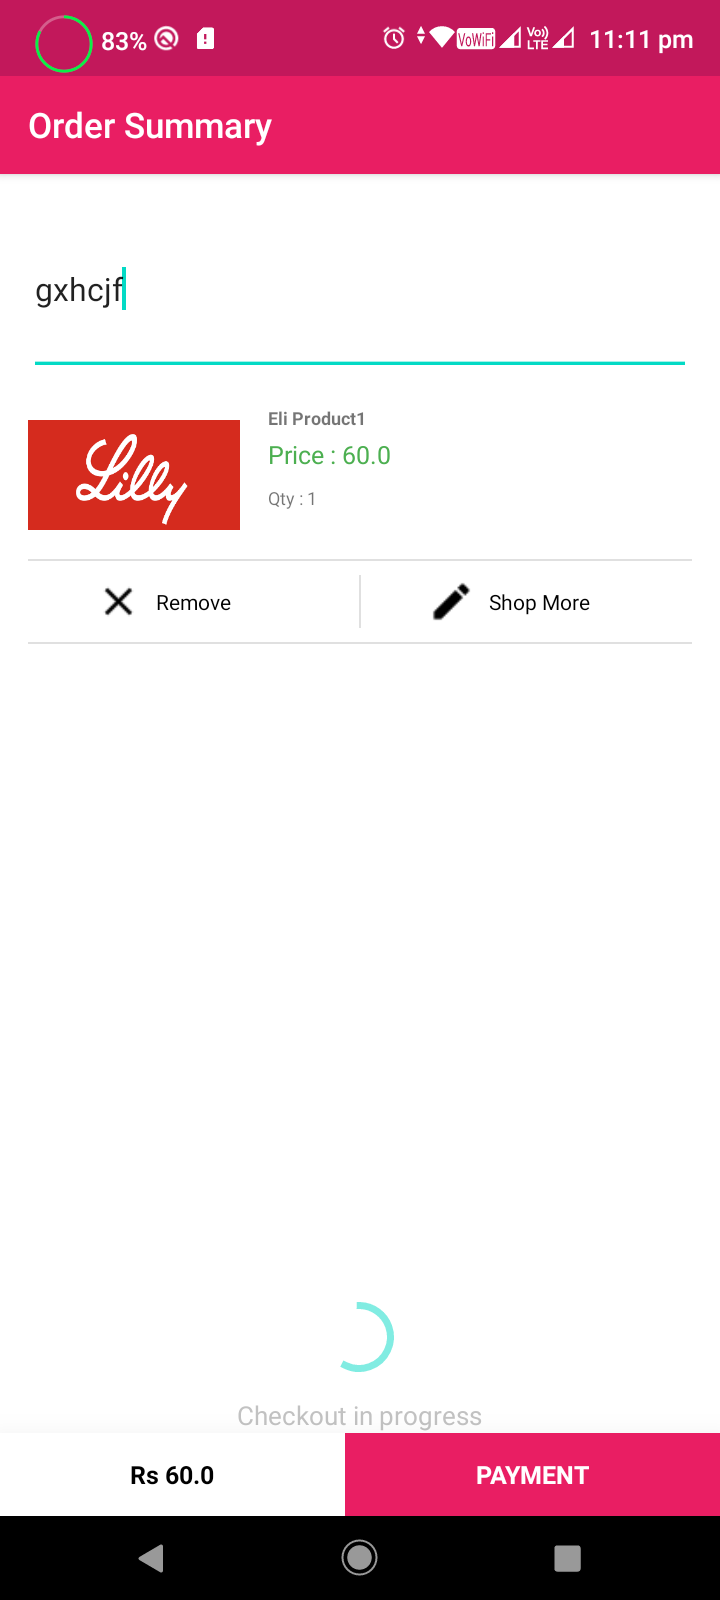 83% VoWiFi Vo)) LTE 11:11 pm
Order Summary
gxhcjf
Eli Product1
Lilly
Price : 60.0
Qty : 1
Remove Shop More
Checkout in progress
Rs 60.0 PAYMENT